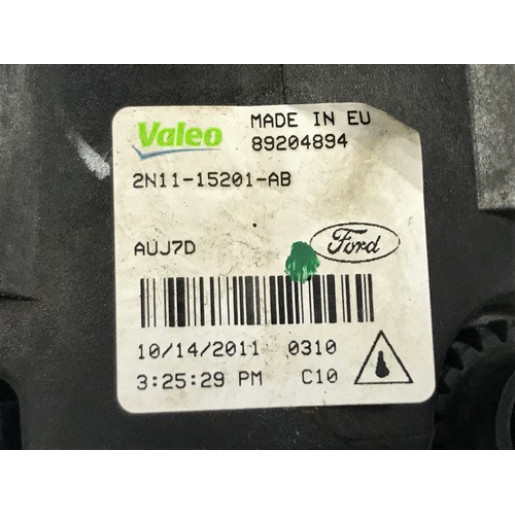 Valeo MADE IN EU
89204894
2N11-15201-AB
AUJ7D Ford
10/14/2011 0310
3:25:29 PM C10